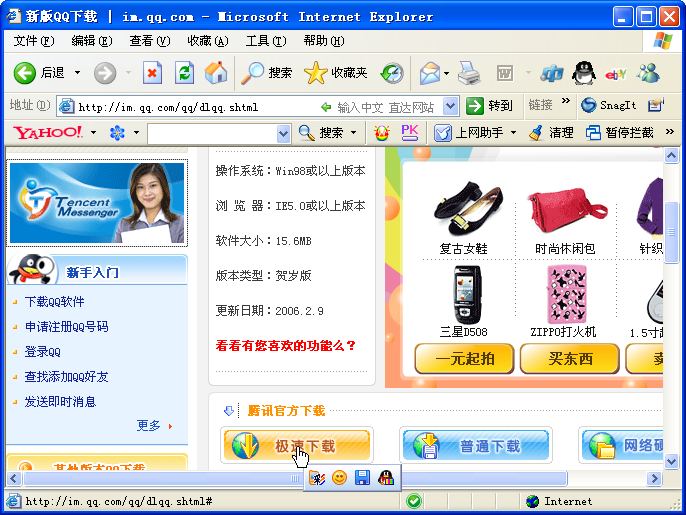 新版QQ下载 | im.qq.com - Microsoft Internet Explorer
文件(F) 编辑(E) 查看(V) 收藏(A) 工具(T) 帮助(H)
后退 搜索 收藏夹 W ebY
地址(D) http://im.qq.com/qq/dlqq.shtml 输入中文 直达网站 转到 链接 » SnagIt
YAHOO! 搜索 PK 上网助手 清理 暂停拦截 »
Tencent
Messenger
新手入门
下载QQ软件
申请注册QQ号码
登录QQ
查找添加QQ好友
发送即时消息
更多
其他版本QQ下载
操作系统：Win98或以上版本
浏 览 器：IE5.0或以上版本
软件大小：15.6MB
版本类型：贺岁版
更新日期：2006.2.9
看看有您喜欢的功能么？
复古女鞋 时尚休闲包 针织
三星D508 ZIPPO打火机 1.5寸
一元起拍 买东西
腾讯官方下载
极速下载 普通下载 网络硬
彩
http://im.qq.com/qq/dlqq.shtml# Internet